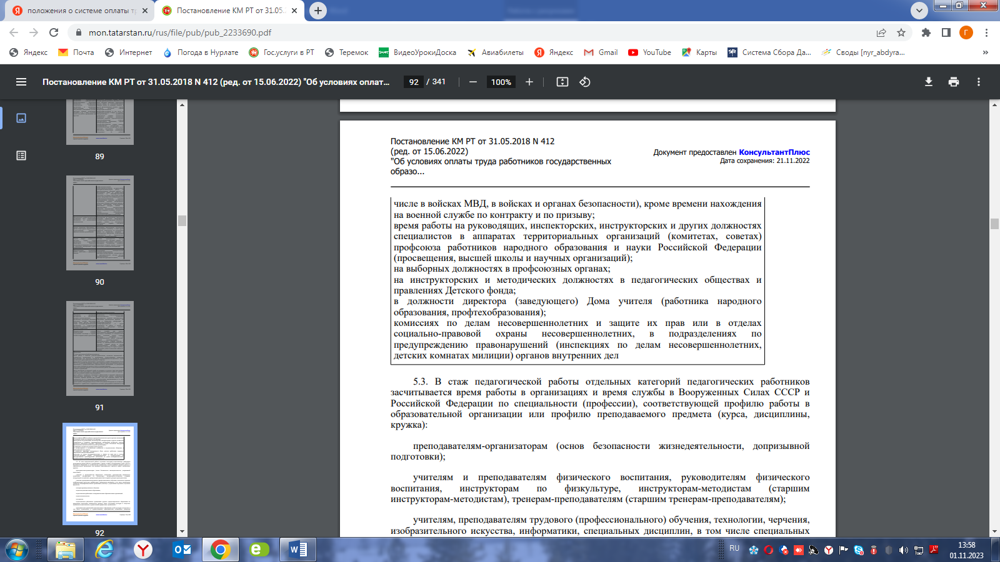 положения о системе оплаты тр
Постановление КМ РТ от 31.05.2
mon.tatarstan.ru/rus/file/pub/pub_2233690.pdf
Г
Яндекс
Почта
Интернет
Погода в Нурлате
Гос.услуги в РТ
Теремок
ВидеоУрокиДоска
Авиабилеты
Яндекс
Gmail
YouTube
Карты
Система Сбора Да...
Своды [nyr_abdyra...
»
Постановление КМ РТ от 31.05.2018 N 412 (ред. от 15.06.2022) "Об условиях оплат...
92 / 341
100%
89
90
91
92
Постановление КМ РТ от 31.05.2018 N 412
(ред. от 15.06.2022)
"Об условиях оплаты труда работников государственных
образо...
Документ предоставлен КонсультантПлюс
Дата сохранения: 21.11.2022
числе в войсках МВД, в войсках и органах безопасности), кроме времени нахождения
на военной службе по контракту и по призыву;
время работы на руководящих, инспекторских, инструкторских и других должностях
специалистов в аппаратах территориальных организаций (комитетах, советах)
профсоюза работников народного образования и науки Российской Федерации
(просвещения, высшей школы и научных организаций);
на выборных должностях в профсоюзных органах;
на инструкторских и методических должностях в педагогических обществах и
правлениях Детского фонда;
в должности директора (заведующего) Дома учителя (работника народного
образования, профтехобразования);
комиссиях по делам несовершеннолетних и защите их прав или в отделах
социально-правовой охраны несовершеннолетних, в подразделениях по
предупреждению правонарушений (инспекциях по делам несовершеннолетних,
детских комнатах милиции) органов внутренних дел
5.3. В стаж педагогической работы отдельных категорий педагогических работников
засчитывается время работы в организациях и время службы в Вооруженных Силах СССР и
Российской Федерации по специальности (профессии), соответствующей профилю работы в
образовательной организации или профилю преподаваемого предмета (курса, дисциплины,
кружка):
преподавателям-организаторам (основ безопасности жизнедеятельности, допризывной
подготовки);
учителям и преподавателям физического воспитания, руководителям физического
воспитания, инструкторам по физкультуре, инструкторам-методистам (старшим
инструкторам-методистам), тренерам-преподавателям (старшим тренерам-преподавателям);
учителям, преподавателям трудового (профессионального) обучения, технологии, черчения,
изобразительного искусства, информатики, специальных дисциплин, в том числе специальных
RU
13:58
01.11.2023